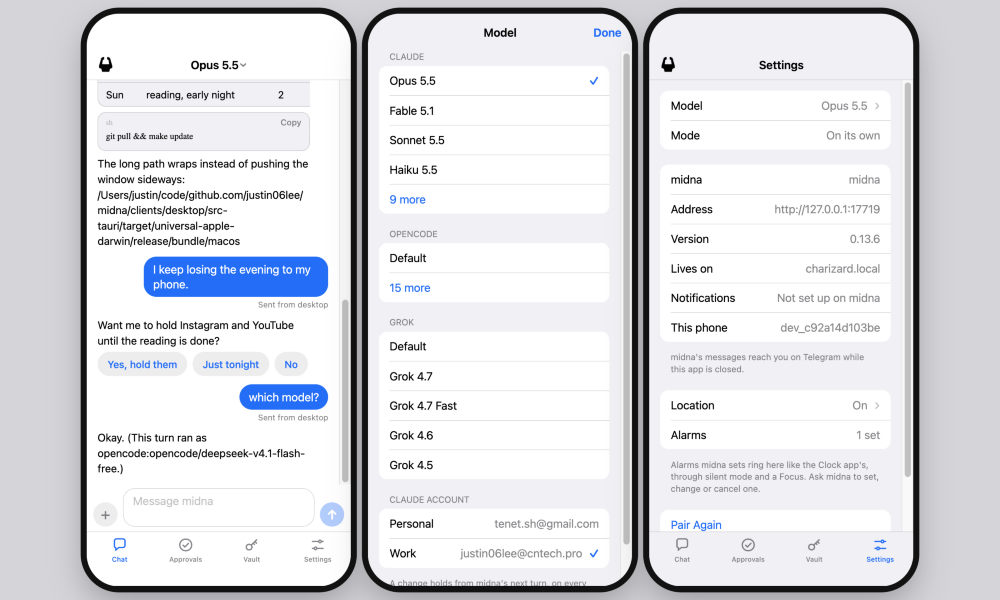 Opus 5.5
Sun reading, early night 2
sh Copy
git pull && make update
The long path wraps instead of pushing the
window sideways:
/Users/justin/code/github.com/justin06lee/
midna/clients/desktop/src-
tauri/target/universal-apple-
darwin/release/bundle/macos
I keep losing the evening to my
phone.
Sent from desktop
Want me to hold Instagram and YouTube
until the reading is done?
Yes, hold them Just tonight No
which model?
Sent from desktop
Okay. (This turn ran as
opencode:opencode/deepseek-v4.1-flash-
free.)
Message midna
Chat Approvals Vault Settings
Model Done
CLAUDE
Opus 5.5
Fable 5.1
Sonnet 5.5
Haiku 5.5
9 more
OPENCODE
Default
15 more
GROK
Default
Grok 4.7
Grok 4.7 Fast
Grok 4.6
Grok 4.5
CLAUDE ACCOUNT
Personal tenet.sh@gmail.com
Work justin06lee@cntech.pro
A change holds from midna's next turn, on every
Settings
Model Opus 5.5
Mode On its own
midna midna
Address http://127.0.0.1:17719
Version 0.13.6
Lives on charizard.local
Notifications Not set up on midna
This phone dev_c92a14d103be
midna's messages reach you on Telegram while
this app is closed.
Location On
Alarms 1 set
Alarms midna sets ring here like the Clock app's,
through silent mode and a Focus. Ask midna to set,
change or cancel one.
Pair Again
Chat Approvals Vault Settings